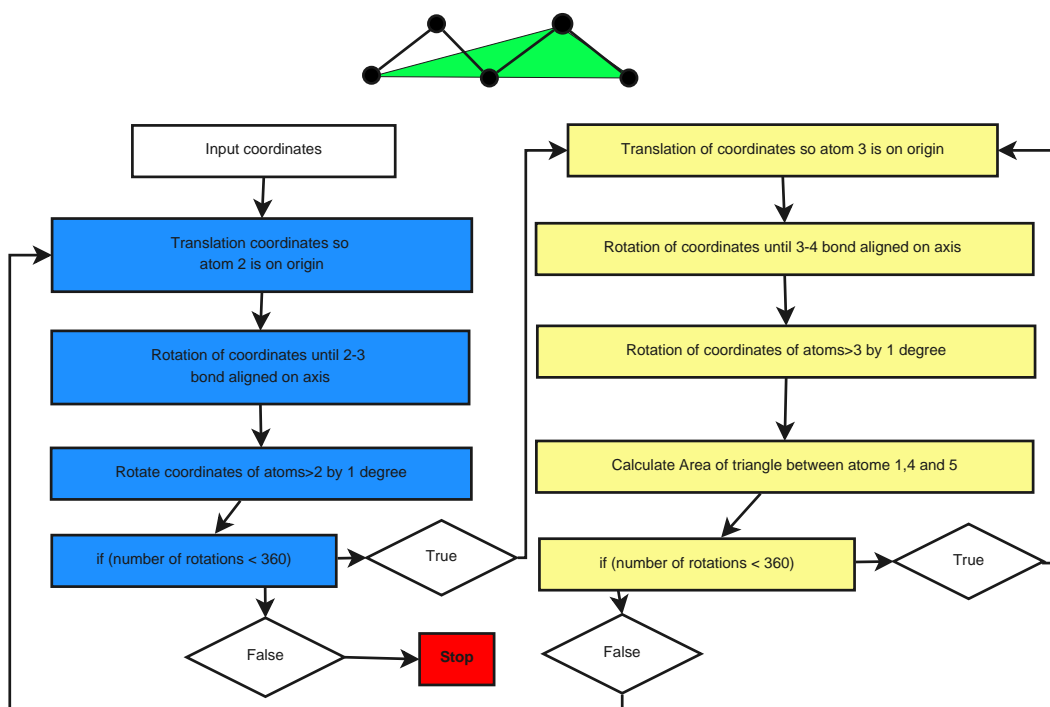 Input coordinates
Translation coordinates so
atom 2 is on origin
Rotation of coordinates until 2-3
bond aligned on axis
Rotate coordinates of atoms>2 by 1 degree
if (number of rotations < 360)
True
False
Stop
Translation of coordinates so atom 3 is on origin
Rotation of coordinates until 3-4 bond aligned on axis
Rotation of coordinates of atoms>3 by 1 degree
Calculate Area of triangle between atome 1,4 and 5
if (number of rotations < 360)
True
False